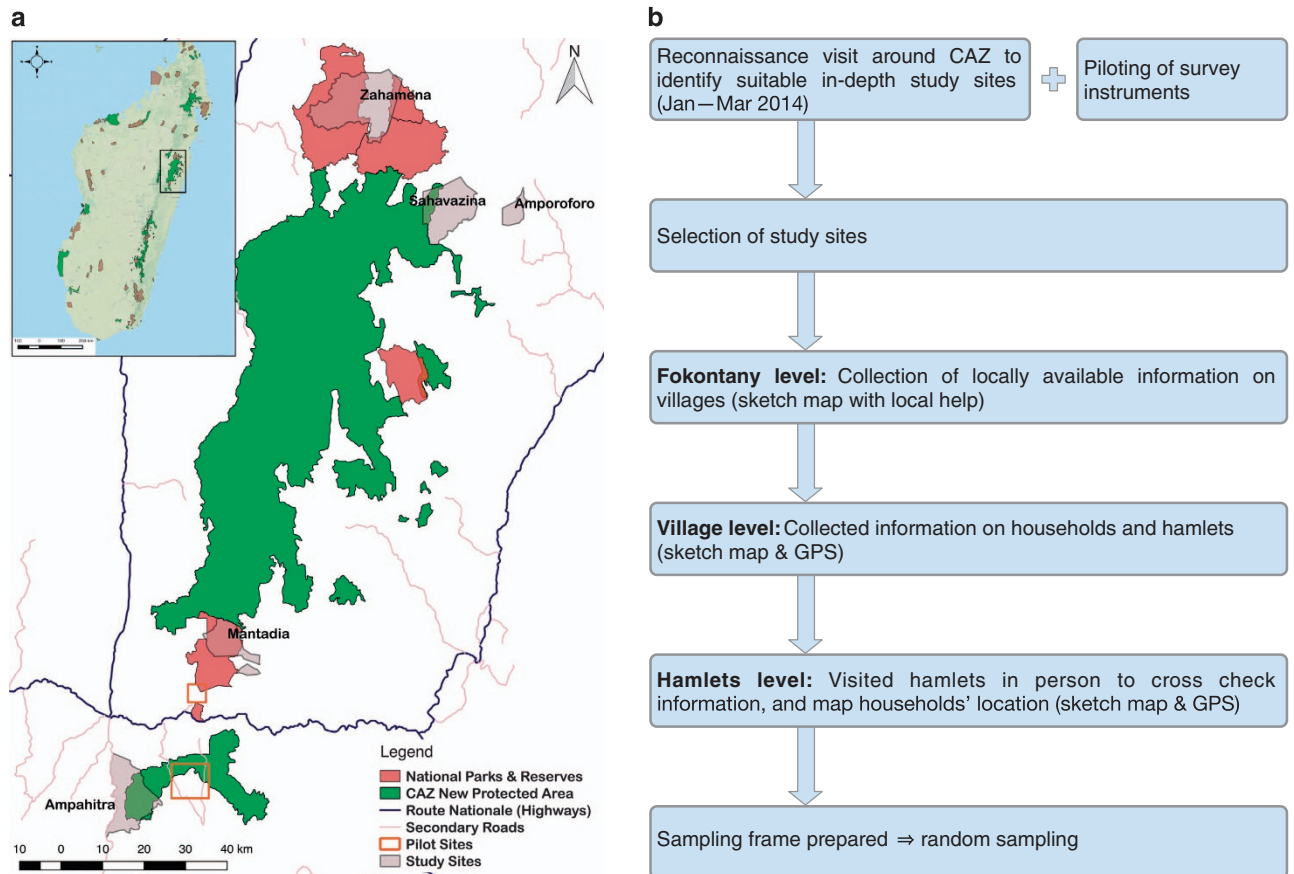 a
N
Zahamena
Sahavazina
Amporoforo
Mantadia
Ampahitra
Legend
National Parks & Reserves
CAZ New Protected Area
Route Nationale (Highways)
Secondary Roads
Pilot Sites
Study Sites
10 0 10 20 30 40 km
b
Reconnaissance visit around CAZ to
identify suitable in-depth study sites
(Jan—Mar 2014)
Piloting of survey
instruments
Selection of study sites
Fokontany level: Collection of locally available information on
villages (sketch map with local help)
Village level: Collected information on households and hamlets
(sketch map & GPS)
Hamlets level: Visited hamlets in person to cross check
information, and map households’ location (sketch map & GPS)
Sampling frame prepared ⇒ random sampling